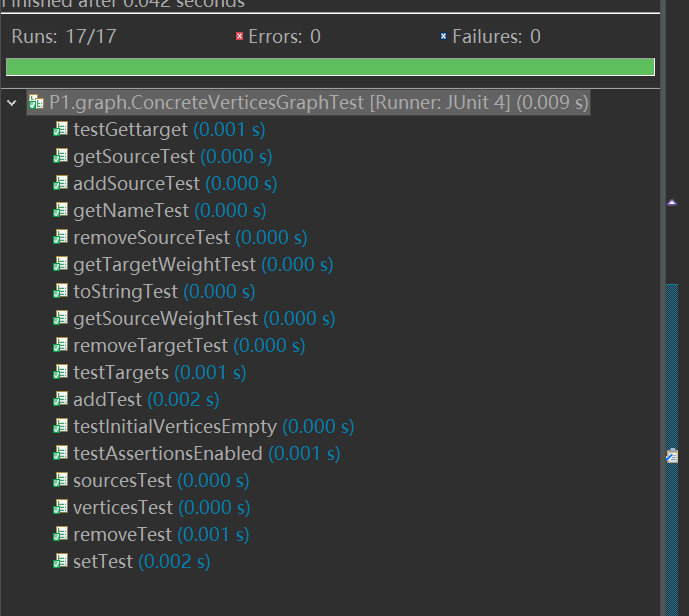 Finished after 0.042 seconds
Runs: 17/17 Errors: 0 Failures: 0
P1.graph.ConcreteVerticesGraphTest [Runner: JUnit 4] (0.009 s)
testGettarget (0.001 s)
getSourceTest (0.000 s)
addSourceTest (0.000 s)
getNameTest (0.000 s)
removeSourceTest (0.000 s)
getTargetWeightTest (0.000 s)
toStringTest (0.000 s)
getSourceWeightTest (0.000 s)
removeTargetTest (0.000 s)
testTargets (0.001 s)
addTest (0.002 s)
testInitialVerticesEmpty (0.000 s)
testAssertionsEnabled (0.001 s)
sourcesTest (0.000 s)
verticesTest (0.000 s)
removeTest (0.001 s)
setTest (0.002 s)